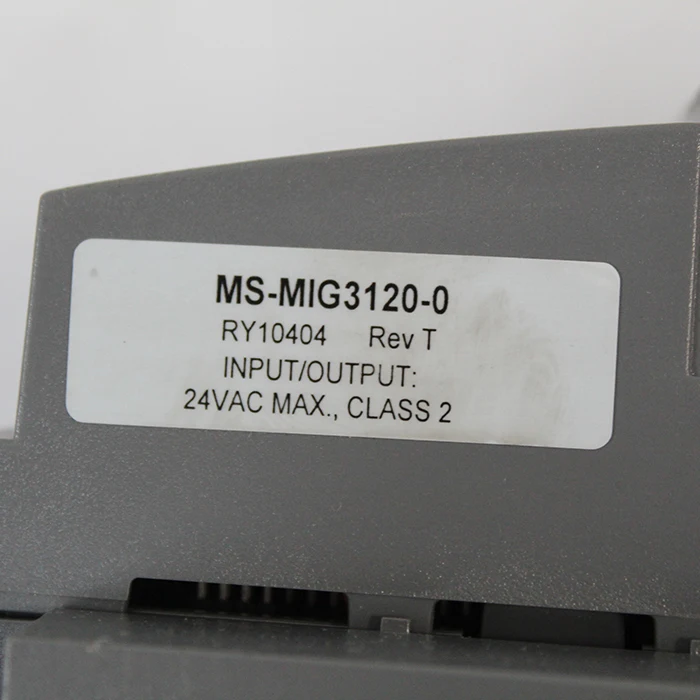 MS-MIG3120-0
RY10404 Rev T
INPUT/OUTPUT:
24VAC MAX., CLASS 2